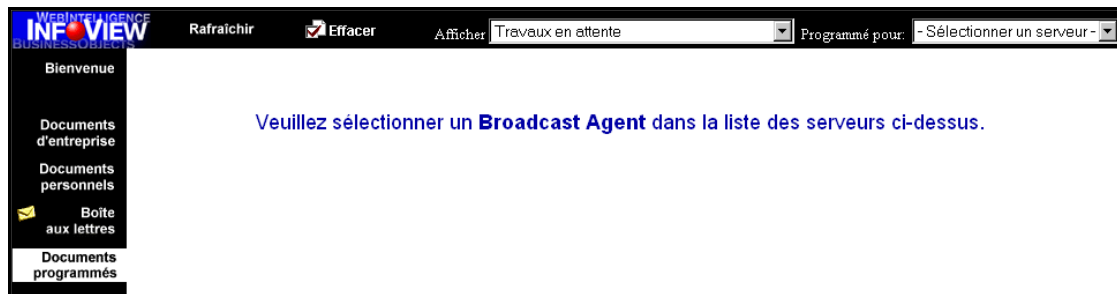 WEBINTELLIGENCE
INFOVIEW
BUSINESSOBJECTS
Rafraîchir
Effacer
Afficher Travaux en attente
Programmé pour: - Sélectionner un serveur -
Bienvenue
Documents
d'entreprise
Documents
personnels
Boîte
aux lettres
Documents
programmés
Veuillez sélectionner un Broadcast Agent dans la liste des serveurs ci-dessus.